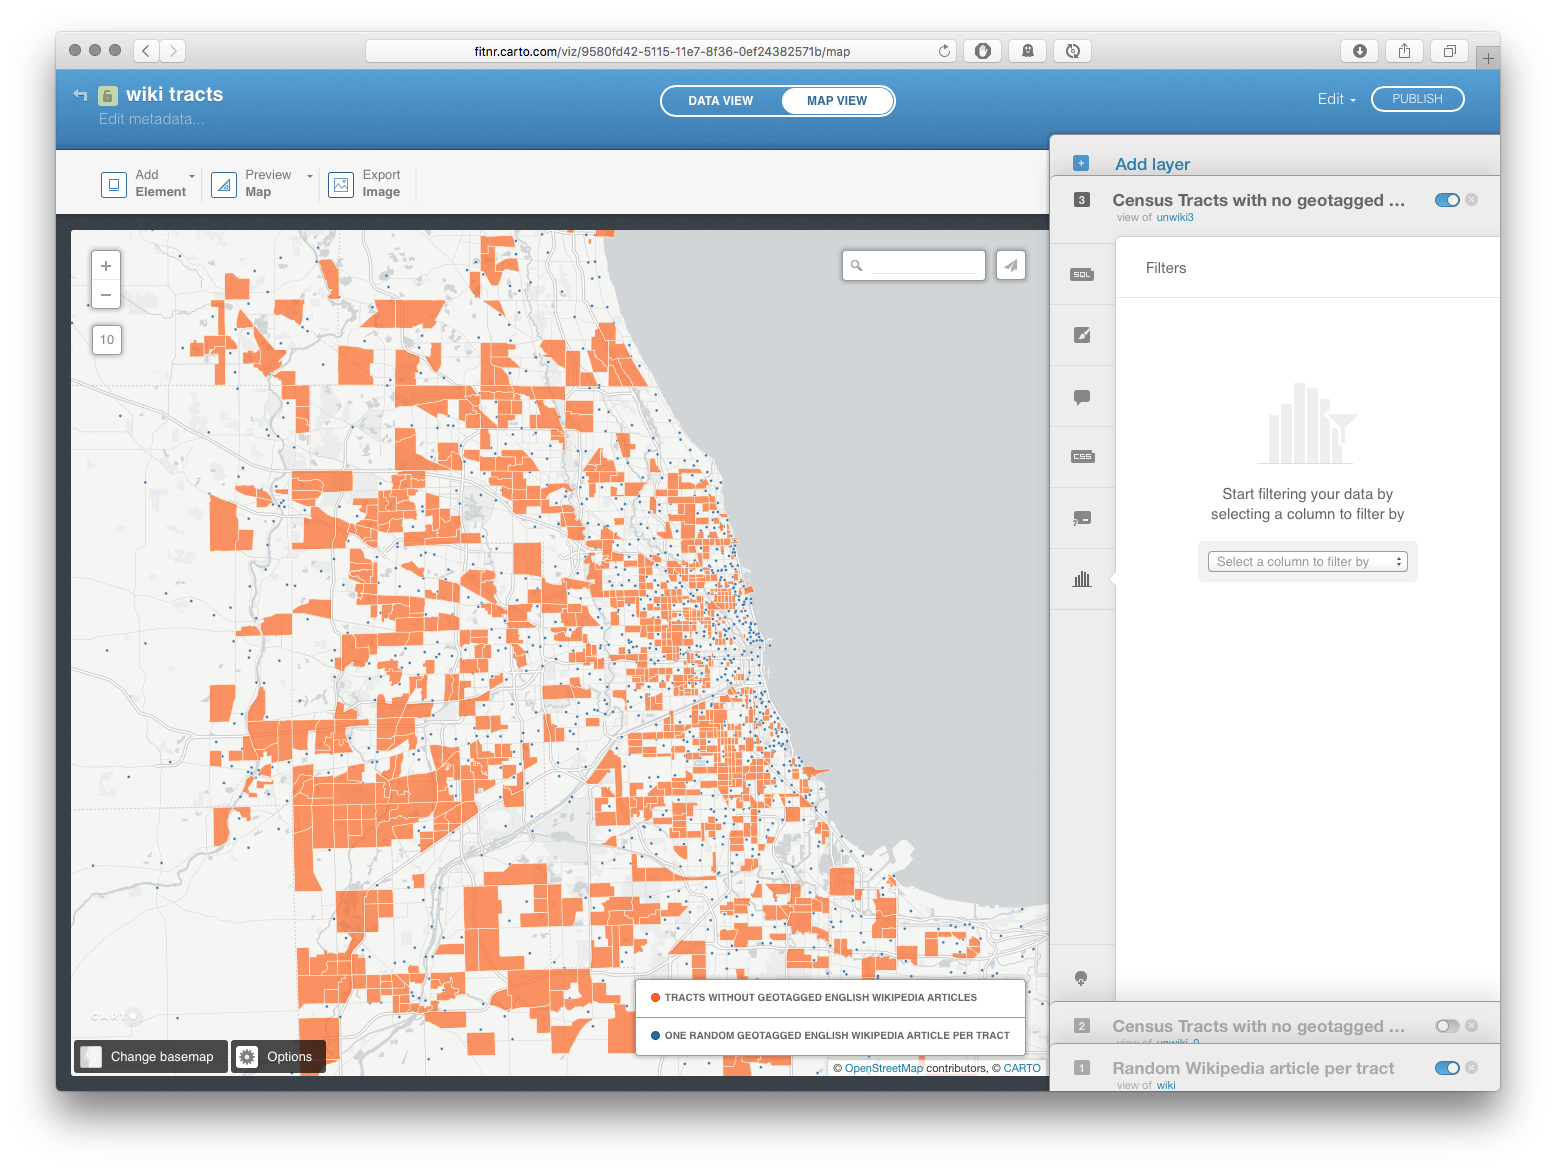 fitnr.carto.com/viz/9580fd42-5115-11e7-8f36-0ef24382571b/map
wiki tracts
Edit metadata...
DATA VIEW
MAP VIEW
Edit
PUBLISH
Add
Element
Preview
Map
Export
Image
Add layer
3
Census Tracts with no geotagged ...
view of unwiki3
SQL
CSS
Filters
Start filtering your data by
selecting a column to filter by
Select a column to filter by
+
−
10
TRACTS WITHOUT GEOTAGGED ENGLISH WIKIPEDIA ARTICLES
ONE RANDOM GEOTAGGED ENGLISH WIKIPEDIA ARTICLE PER TRACT
CARTO
Change basemap
Options
© OpenStreetMap contributors, © CARTO
2
Census Tracts with no geotagged ...
view of unwiki_0
1
Random Wikipedia article per tract
view of wiki